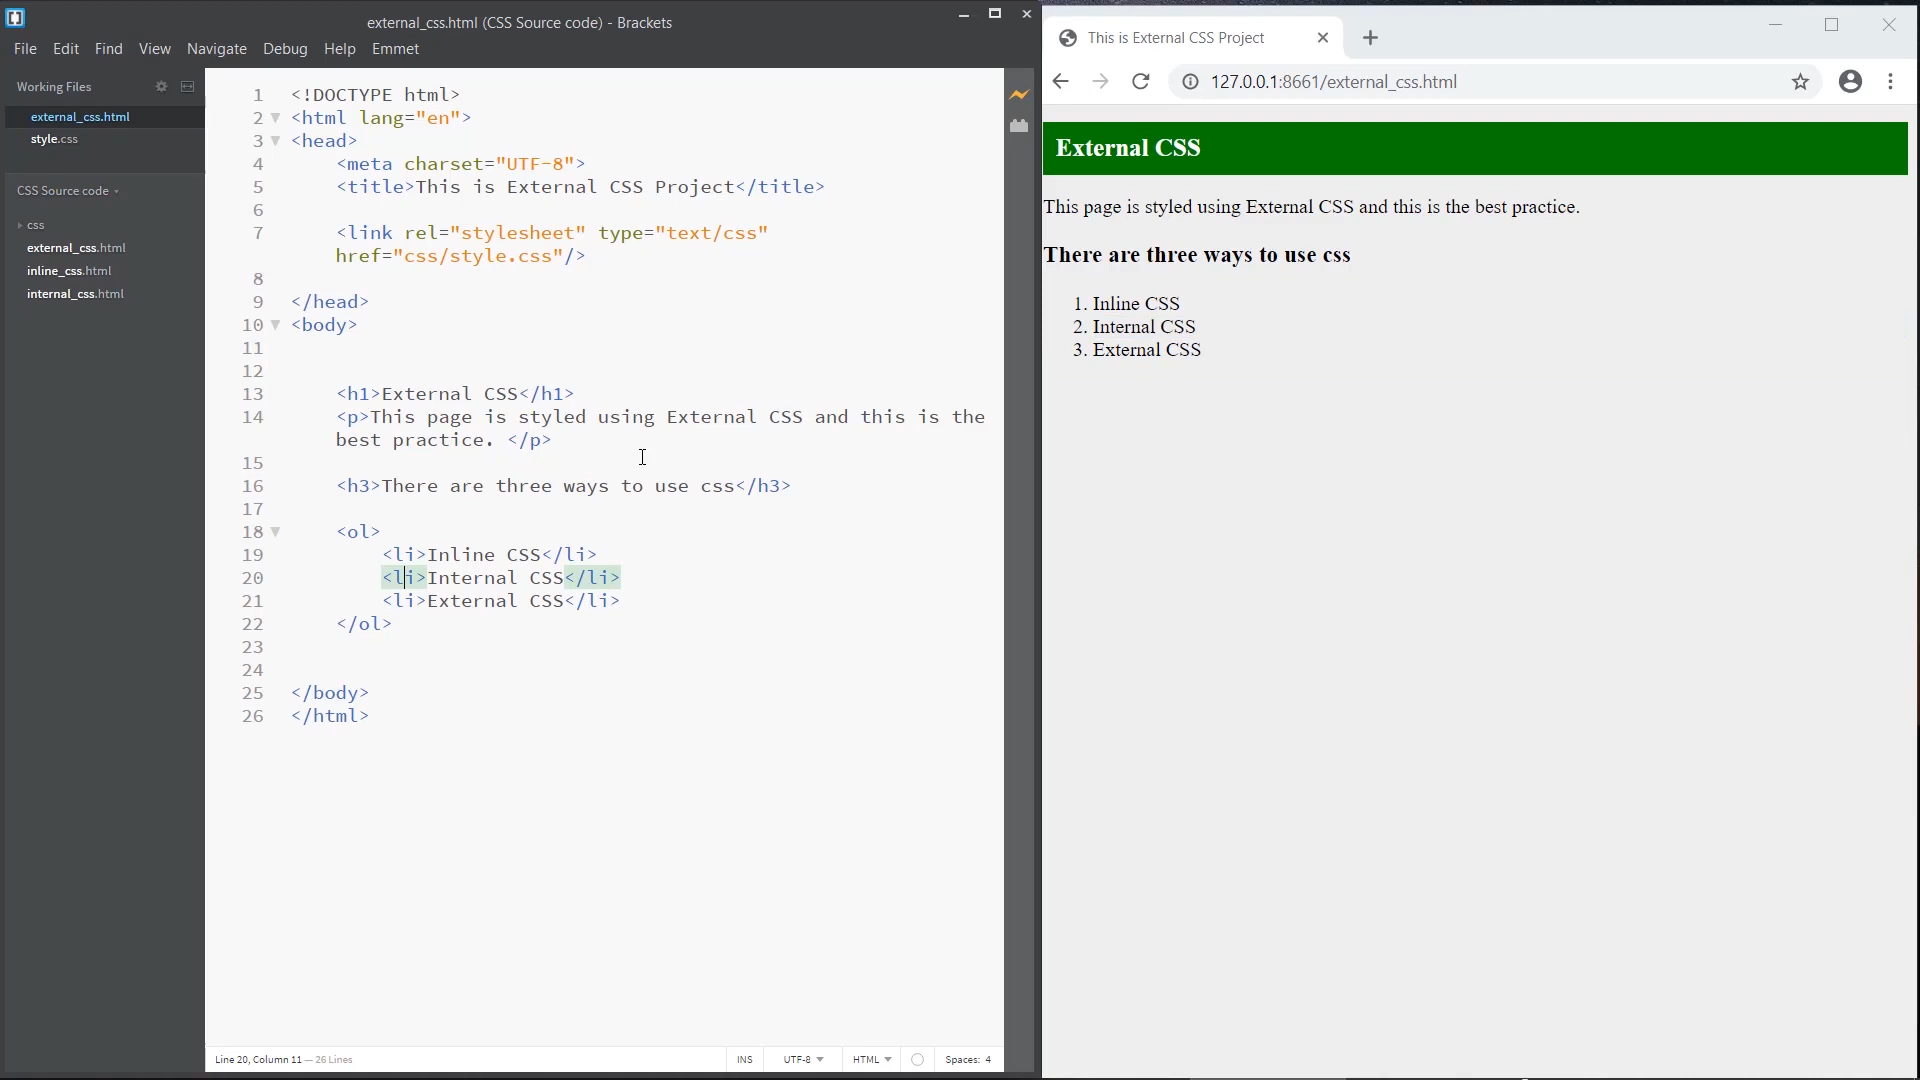 external_css.html (CSS Source code) - Brackets
File Edit Find View Navigate Debug Help Emmet
Working Files
external_css.html
style.css
CSS Source code
css
external_css.html
inline_css.html
internal_css.html
1 <!DOCTYPE html>
2 <html lang="en">
3 <head>
4 <meta charset="UTF-8">
5 <title>This is External CSS Project</title>
6
7 <link rel="stylesheet" type="text/css"
href="css/style.css"/>
8
9 </head>
10 <body>
11
12
13 <h1>External CSS</h1>
14 <p>This page is styled using External CSS and this is the
best practice. </p>
15
16 <h3>There are three ways to use css</h3>
17
18 <ol>
19 <li>Inline CSS</li>
20 <li>Internal CSS</li>
21 <li>External CSS</li>
22 </ol>
23
24
25 </body>
26 </html>
Line 20, Column 11 — 26 Lines
INS UTF-8 HTML Spaces: 4
This is External CSS Project
127.0.0.1:8661/external_css.html
External CSS
This page is styled using External CSS and this is the best practice.
There are three ways to use css
1. Inline CSS
2. Internal CSS
3. External CSS